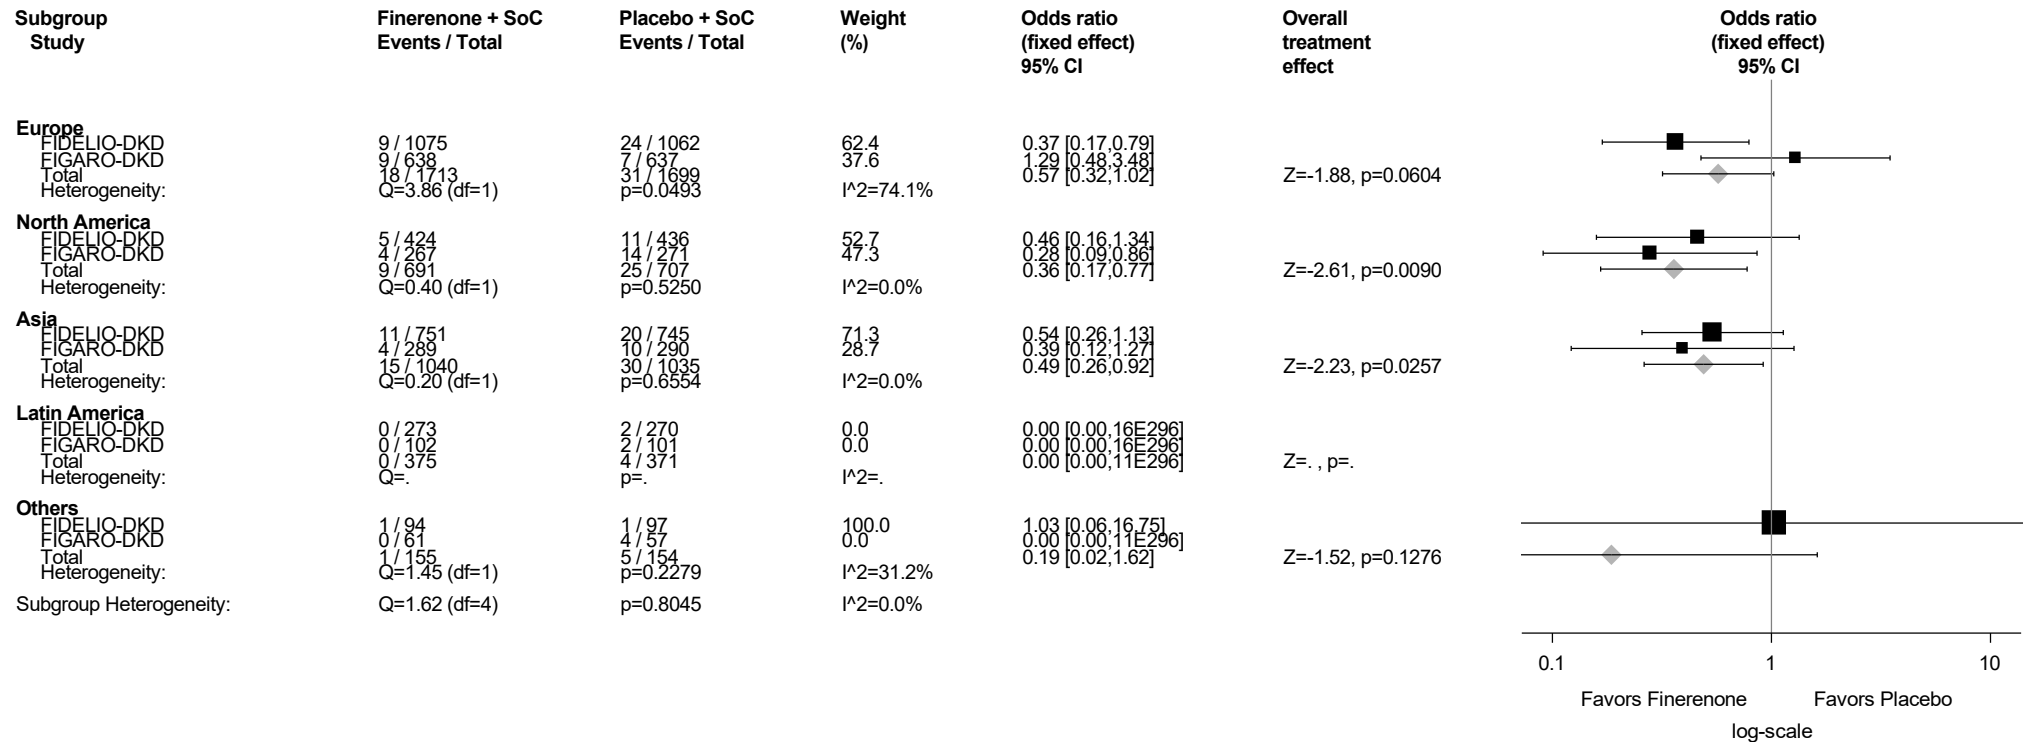 Subgroup Finerenone + SoC Placebo + SoC Weight Odds ratio Overall Odds ratio
Study Events / Total Events / Total (%) (fixed effect) treatment (fixed effect)
95% CI effect 95% CI
Europe
FIDELIO-DKD 9 / 1075 24 / 1062 62.4 0.37 [0.17,0.79]
FIGARO-DKD 9 / 638 7 / 637 37.6 1.29 [0.48,3.48]
Total 18 / 1713 31 / 1699 0.57 [0.32,1.02] Z=-1.88, p=0.0604
Heterogeneity: Q=3.86 (df=1) p=0.0493 I^2=74.1%
North America
FIDELIO-DKD 5 / 424 11 / 436 52.7 0.46 [0.16,1.34]
FIGARO-DKD 4 / 267 14 / 271 47.3 0.28 [0.09,0.86]
Total 9 / 691 25 / 707 0.36 [0.17,0.77] Z=-2.61, p=0.0090
Heterogeneity: Q=0.40 (df=1) p=0.5250 I^2=0.0%
Asia
FIDELIO-DKD 11 / 751 20 / 745 71.3 0.54 [0.26,1.13]
FIGARO-DKD 4 / 289 10 / 290 28.7 0.39 [0.12,1.27]
Total 15 / 1040 30 / 1035 0.49 [0.26,0.92] Z=-2.23, p=0.0257
Heterogeneity: Q=0.20 (df=1) p=0.6554 I^2=0.0%
Latin America
FIDELIO-DKD 0 / 273 2 / 270 0.0 0.00 [0.00,16E296]
FIGARO-DKD 0 / 102 2 / 101 0.0 0.00 [0.00,16E296]
Total 0 / 375 4 / 371 0.00 [0.00,11E296] Z=. , p=.
Heterogeneity: Q=. p=. I^2=.
Others
FIDELIO-DKD 1 / 94 1 / 97 100.0 1.03 [0.06,16.75]
FIGARO-DKD 0 / 61 4 / 57 0.0 0.00 [0.00,11E296]
Total 1 / 155 5 / 154 0.19 [0.02,1.62] Z=-1.52, p=0.1276
Heterogeneity: Q=1.45 (df=1) p=0.2279 I^2=31.2%
Subgroup Heterogeneity: Q=1.62 (df=4) p=0.8045 I^2=0.0%
0.1 1 10
Favors Finerenone Favors Placebo
log-scale